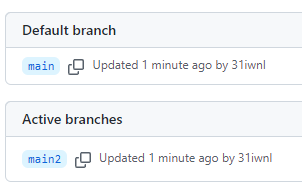 Default branch
main Updated 1 minute ago by 31iwnl
Active branches
main2 Updated 1 minute ago by 31iwnl